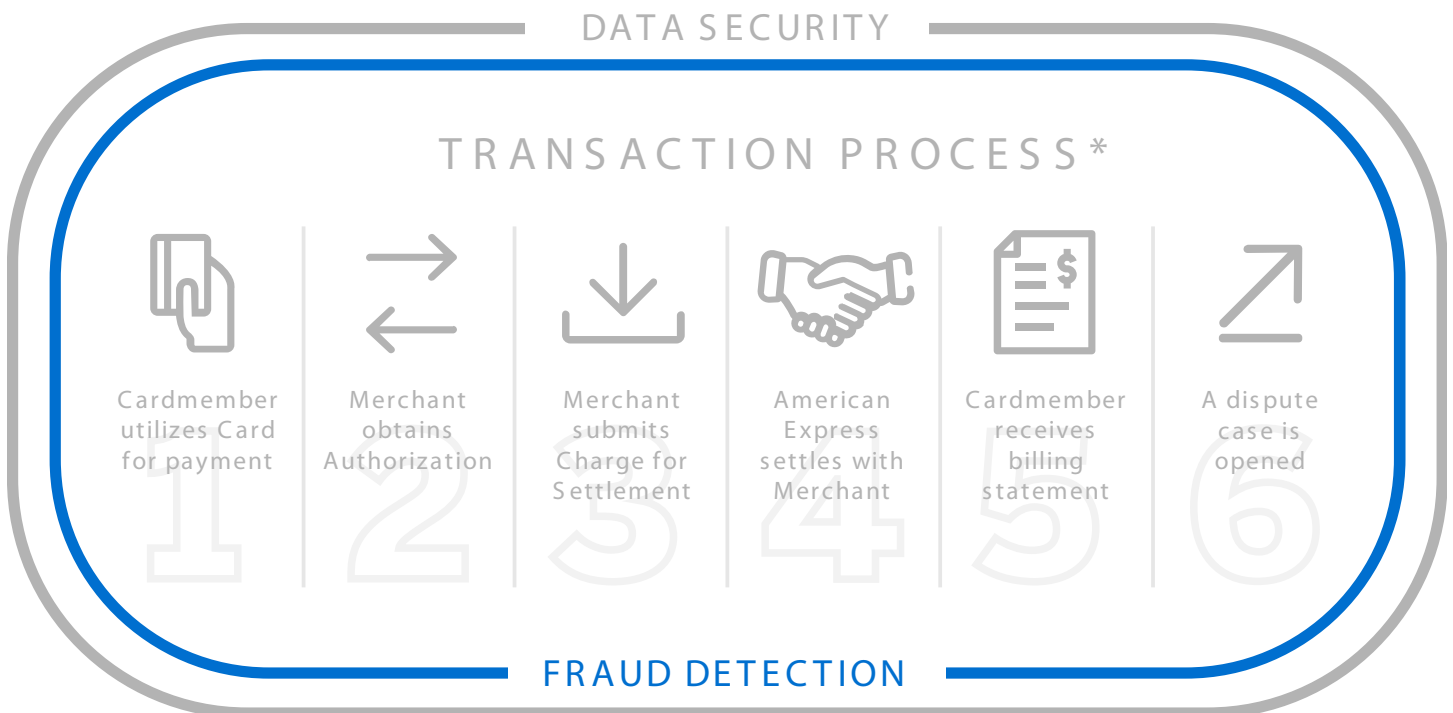 DATA SECURITY
TRANSACTION PROCESS*
$
Cardmember
utilizes Card
for payment
1
Merchant
obtains
Authorization
2
Merchant
submits
Charge for
Settlement
3
American
Express
settles with
Merchant
4
Cardmember
receives
billing
statement
5
A dispute
case is
opened
6
FRAUD DETECTION